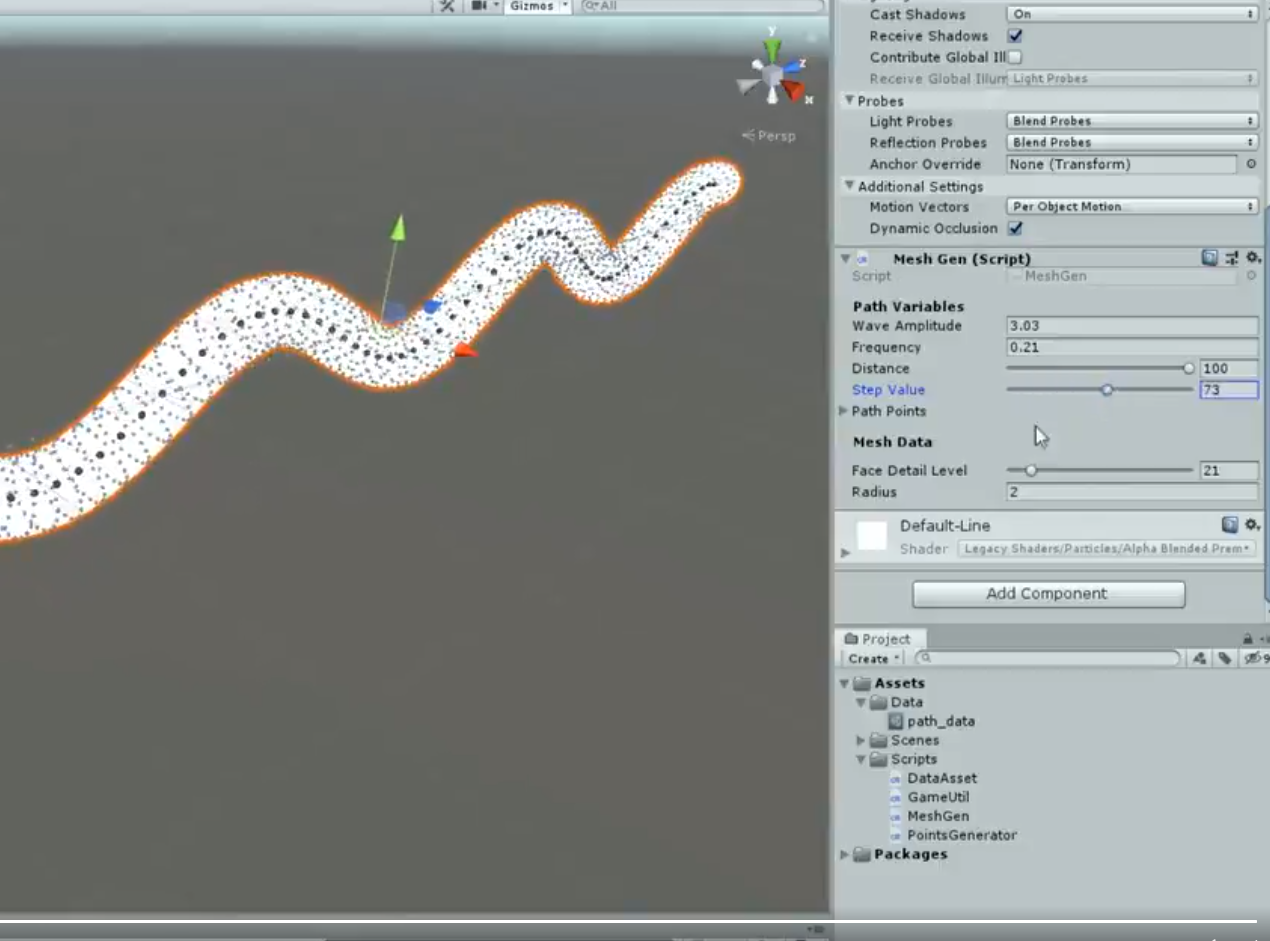 Gizmos
All
y
z
x
Persp
Cast Shadows On
Receive Shadows
Contribute Global Ill
Receive Global Illum Light Probes
Probes
Light Probes Blend Probes
Reflection Probes Blend Probes
Anchor Override None (Transform)
Additional Settings
Motion Vectors Per Object Motion
Dynamic Occlusion
Mesh Gen (Script)
Script MeshGen
Path Variables
Wave Amplitude 3.03
Frequency 0.21
Distance 100
Step Value 73
Path Points
Mesh Data
Face Detail Level 21
Radius 2
Default-Line
Shader Legacy Shaders/Particles/Alpha Blended Prem
Add Component
Project
Create
9
Assets
Data
path_data
Scenes
Scripts
DataAsset
GameUtil
MeshGen
PointsGenerator
Packages